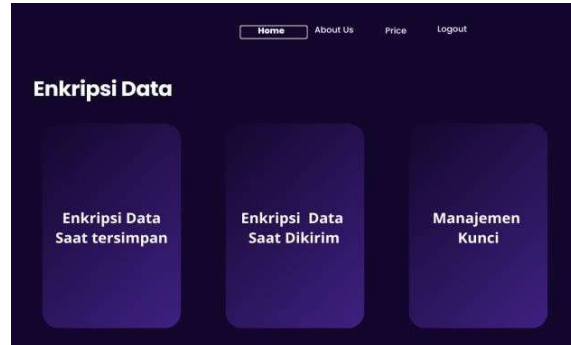 Home
About Us
Price
Logout
Enkripsi Data
Enkripsi Data
Saat tersimpan
Enkripsi Data
Saat Dikirim
Manajemen
Kunci